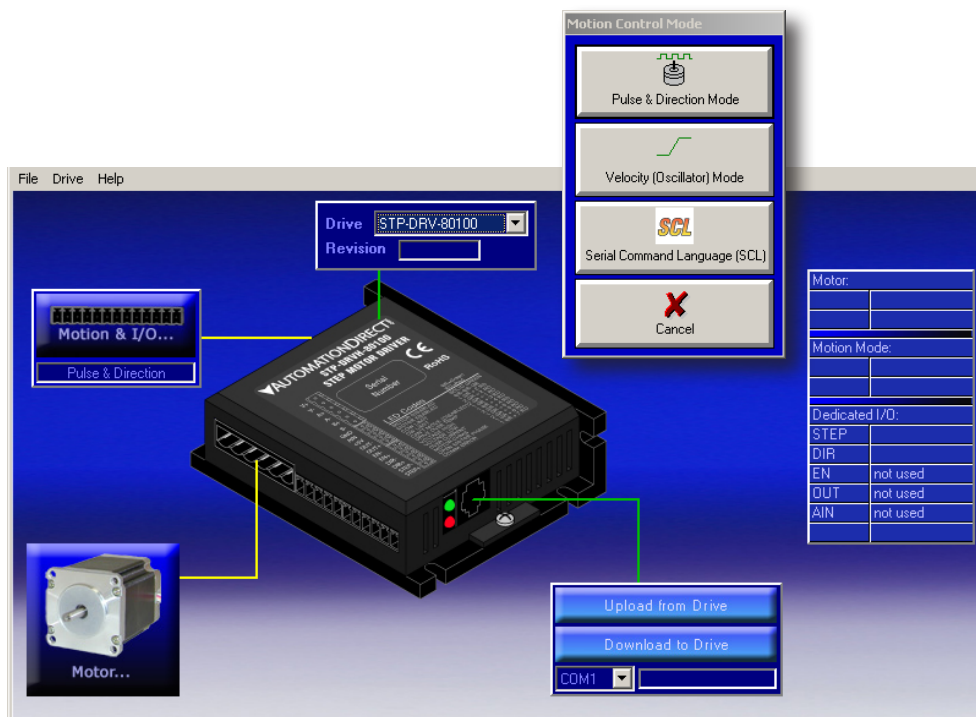 Motion Control Mode
Pulse & Direction Mode
Velocity (Oscillator) Mode
SCL
Serial Command Language (SCL)
Cancel
File Drive Help
Drive STP-DRV-80100
Revision
Motion & I/O...
Pulse & Direction
AUTOMATIONDIRECT
STP-DRVH-80100
STEP MOTOR DRIVER
CE
RoHS
Serial
Number
LED Codes
Motor:
Motion Mode:
Dedicated I/O:
STEP
DIR
EN not used
OUT not used
AIN not used
Motor...
Upload from Drive
Download to Drive
COM1